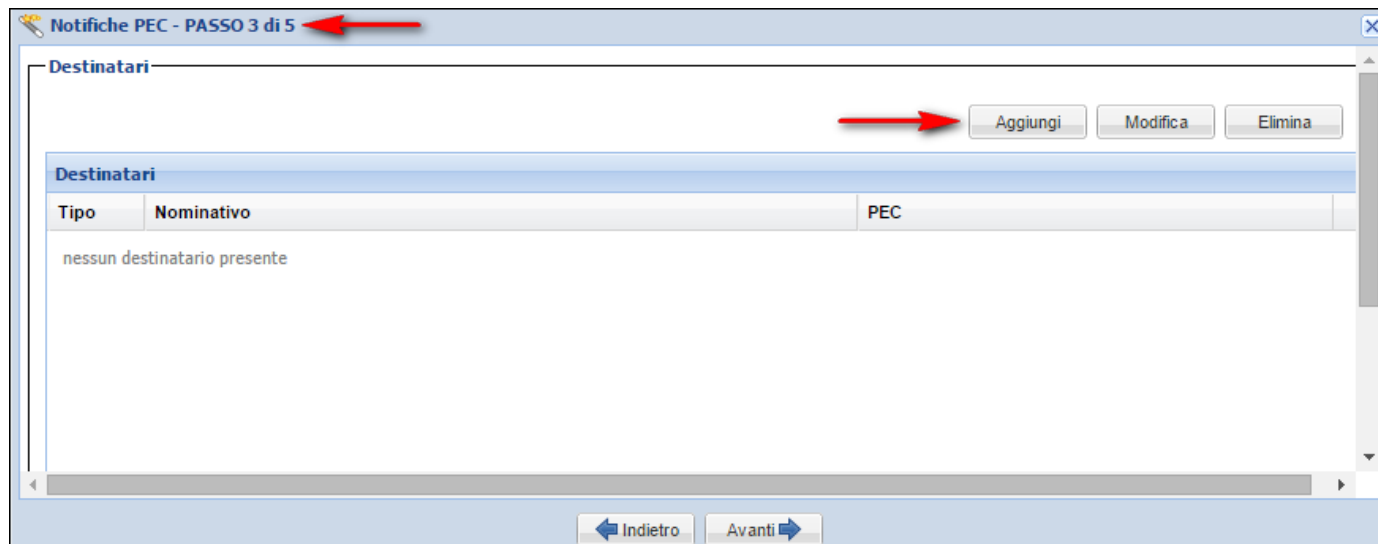 Notifiche PEC - PASSO 3 di 5
Destinatari
Aggiungi Modifica Elimina
Destinatari
Tipo Nominativo PEC
nessun destinatario presente
Indietro Avanti